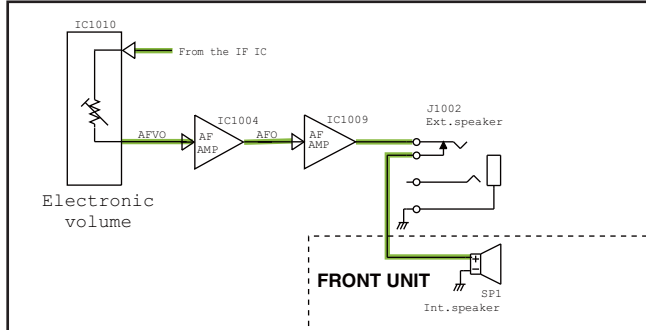 IC1010
From the IF IC
J1002
Ext.speaker
IC1004
IC1009
AFVO
AF
AMP
AFO
AF
AMP
Electronic
volume
FRONT UNIT
+
−
SP1
Int.speaker